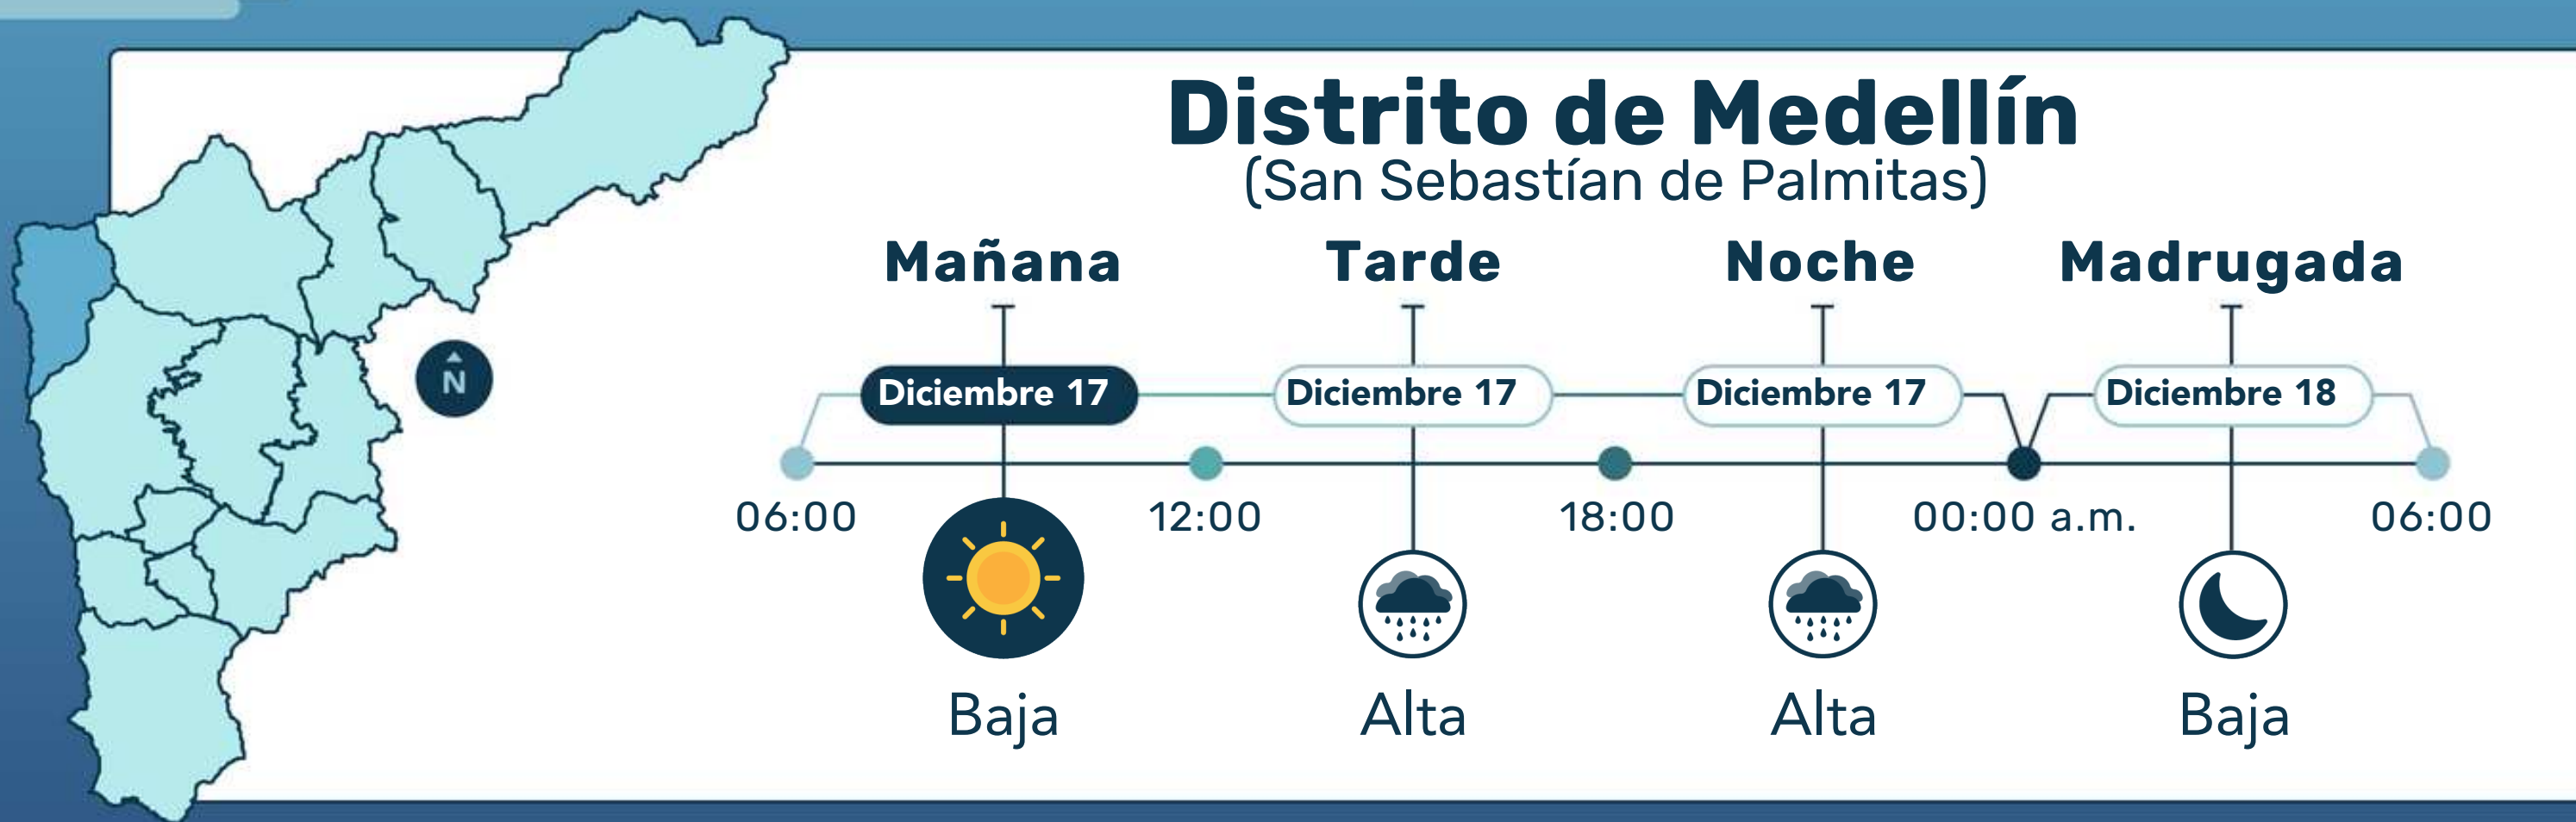 Distrito de Medellín
(San Sebastían de Palmitas)
Mañana Tarde Noche Madrugada
Diciembre 17 Diciembre 17 Diciembre 17 Diciembre 18
N
06:00 12:00 18:00 00:00 a.m. 06:00
Baja Alta Alta Baja